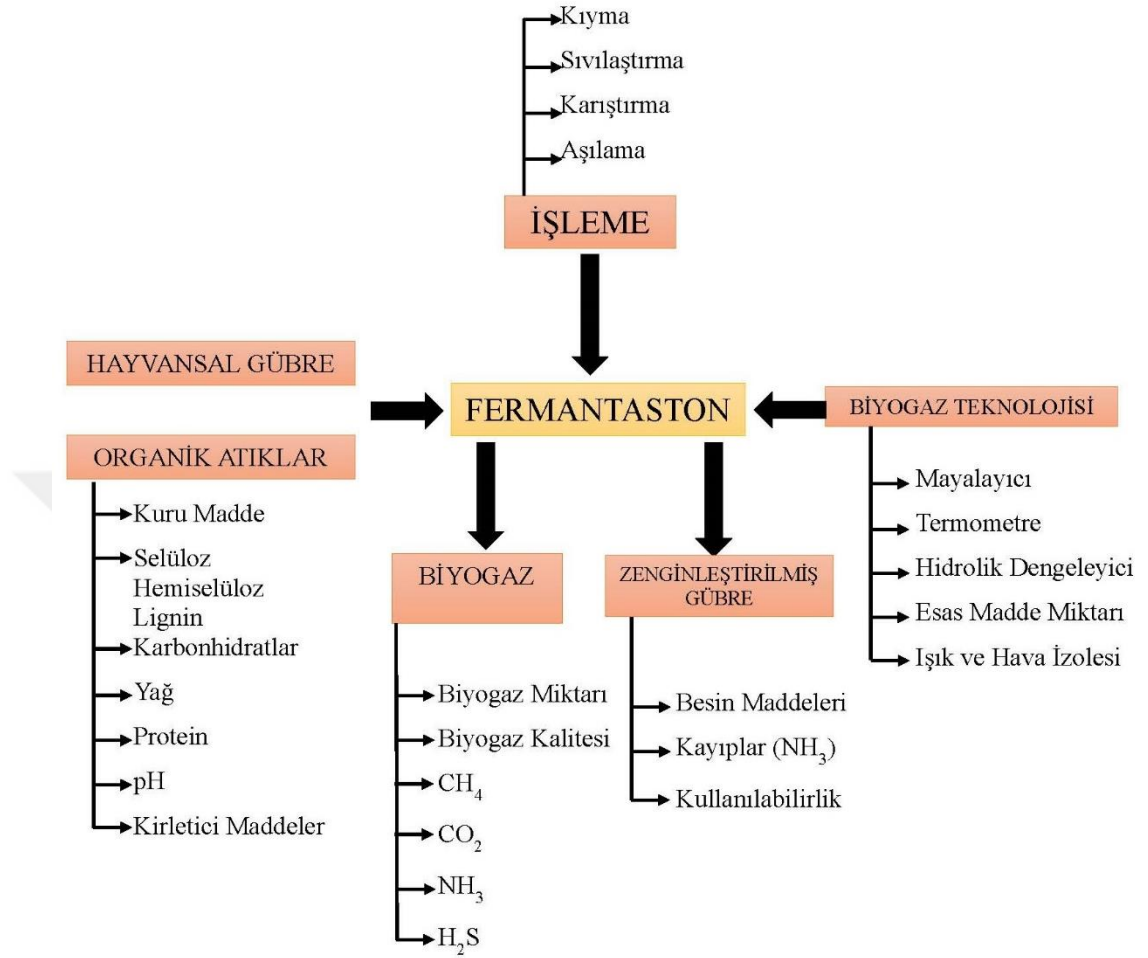 Kıyma
Sıvılaştırma
Karıştırma
Aşılama
İŞLEME
HAYVANSAL GÜBRE
FERMANTASTON
BİYOGAZ TEKNOLOJİSİ
ORGANİK ATIKLAR
Kuru Madde
Selüloz
Hemiselüloz
Lignin
Karbonhidratlar
Yağ
Protein
pH
Kirletici Maddeler
BİYOGAZ
Biyogaz Miktarı
Biyogaz Kalitesi
CH₄
CO₂
NH₃
H₂S
ZENGİNLEŞTİRİLMİŞ
GÜBRE
Besin Maddeleri
Kayıplar (NH₃)
Kullanılabilirlik
Mayalayıcı
Termometre
Hidrolik Dengeleyici
Esas Madde Miktarı
Işık ve Hava İzolesi